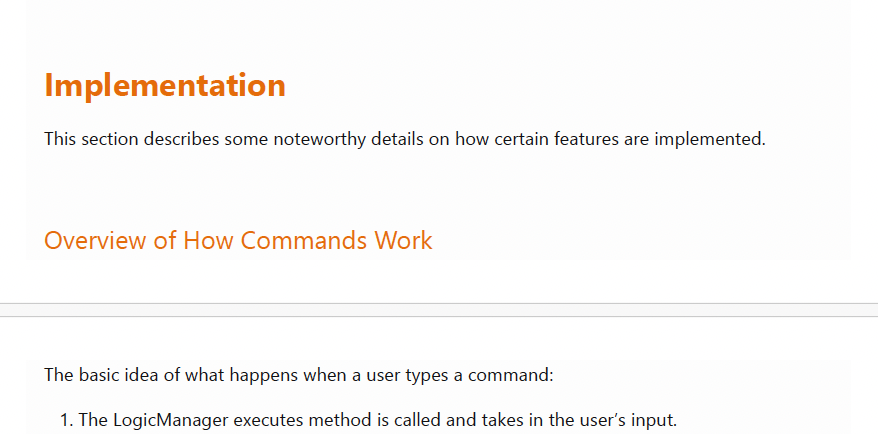 Implementation
This section describes some noteworthy details on how certain features are implemented.
Overview of How Commands Work
The basic idea of what happens when a user types a command:
1. The LogicManager executes method is called and takes in the user’s input.